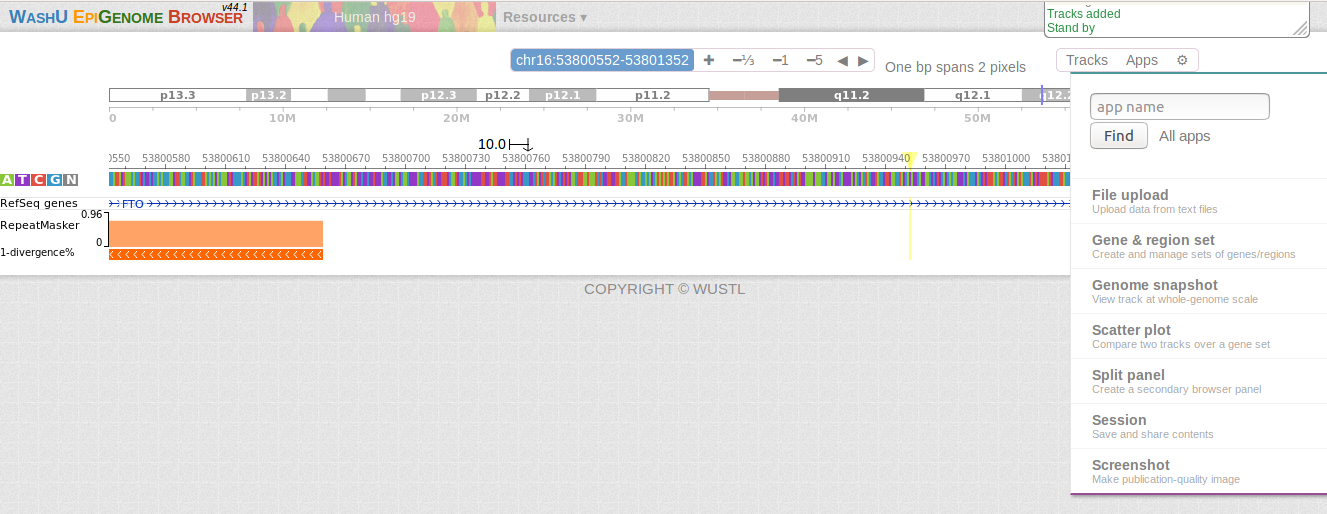 WashU EpiGenome Browser v44.1
Human hg19
Resources ▾
Tracks added
Stand by
chr16:53800552-53801352 + −⅓ −1 −5 ◀ ▶
One bp spans 2 pixels
Tracks Apps ⚙
p13.3 p13.2 p12.3 p12.2 p12.1 p11.2 q11.2 q12.1 q12.2
0 10M 20M 30M 40M 50M
10.0
0550 53800580 53800610 53800640 53800670 53800700 53800730 53800760 53800790 53800820 53800850 53800880 53800910 53800940 53800970 53801000 538010
A T C G N
RefSeq genes FTO
0.96
RepeatMasker
0
1-divergence%
COPYRIGHT © WUSTL
app name
Find All apps
File upload
Upload data from text files
Gene & region set
Create and manage sets of genes/regions
Genome snapshot
View track at whole-genome scale
Scatter plot
Compare two tracks over a gene set
Split panel
Create a secondary browser panel
Session
Save and share contents
Screenshot
Make publication-quality image